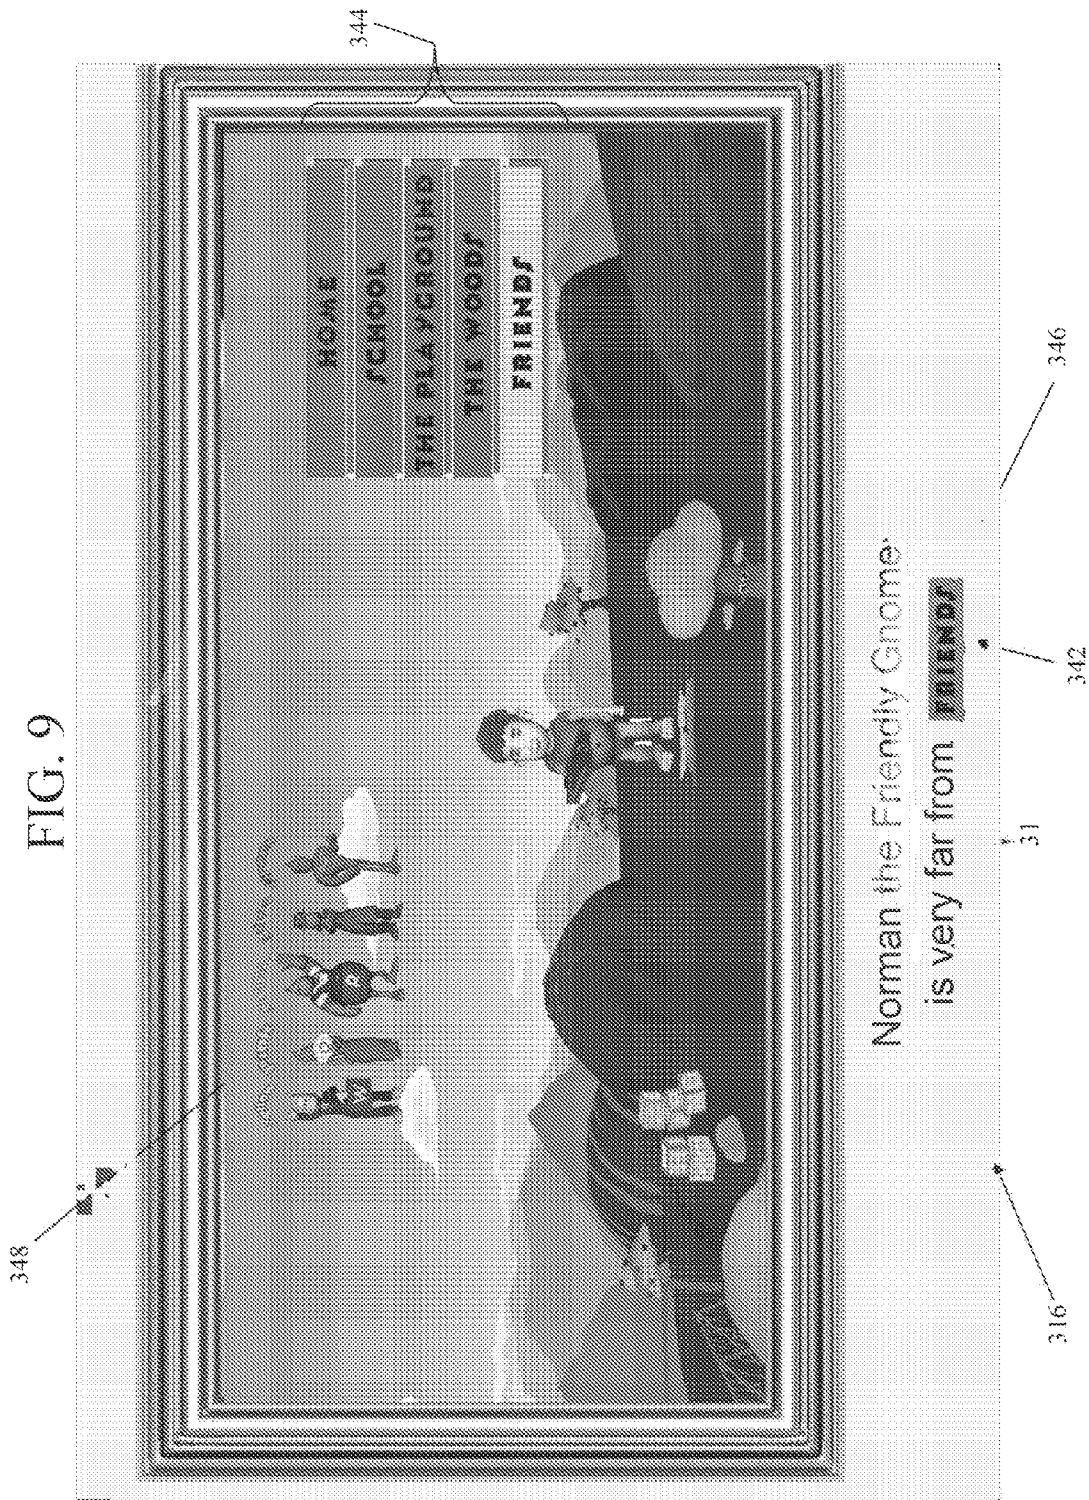 FIG. 9
348
344
HOME
SCHOOL
THE PLAYGROUND
THE WOODS
FRIENDS
Norman the Friendly Gnome
is very far from FRIENDS
316
31
342
346